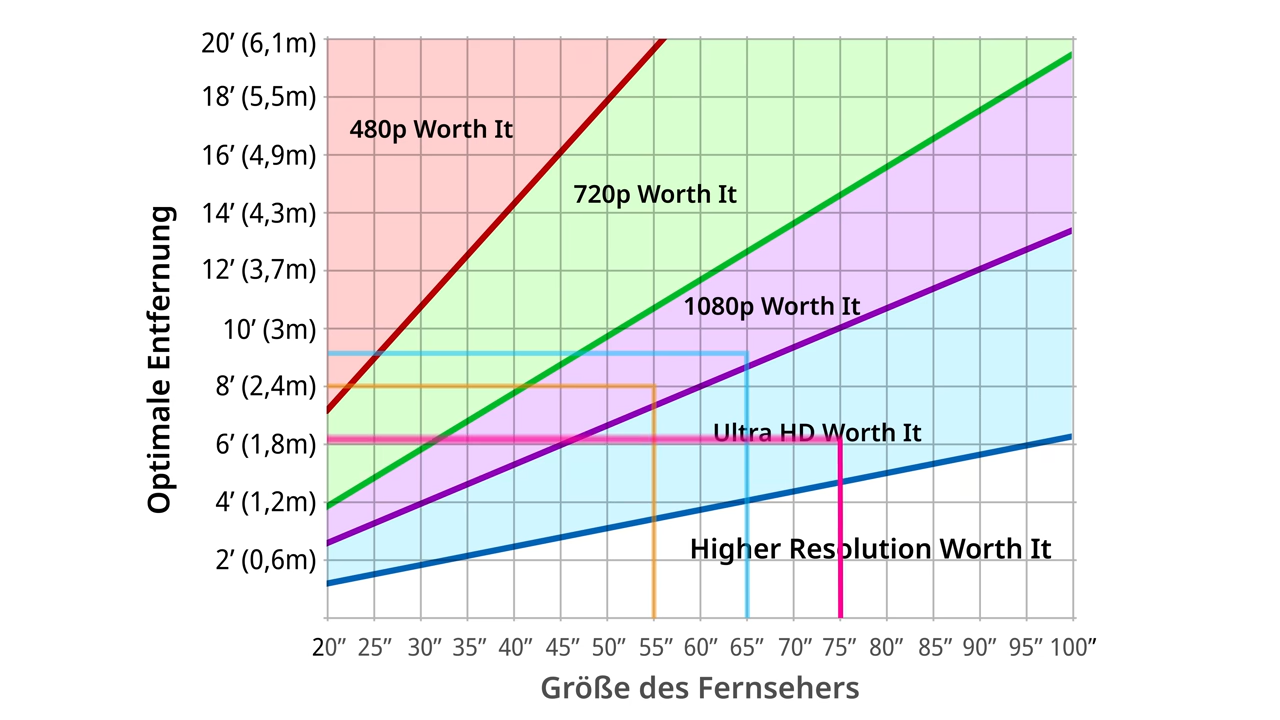 20’ (6,1m)
18’ (5,5m)
16’ (4,9m)
14’ (4,3m)
12’ (3,7m)
10’ (3m)
8’ (2,4m)
6’ (1,8m)
4’ (1,2m)
2’ (0,6m)
Optimale Entfernung
480p Worth It
720p Worth It
1080p Worth It
Ultra HD Worth It
Higher Resolution Worth It
20” 25” 30” 35” 40” 45” 50” 55” 60” 65” 70” 75” 80” 85” 90” 95” 100”
Größe des Fernsehers